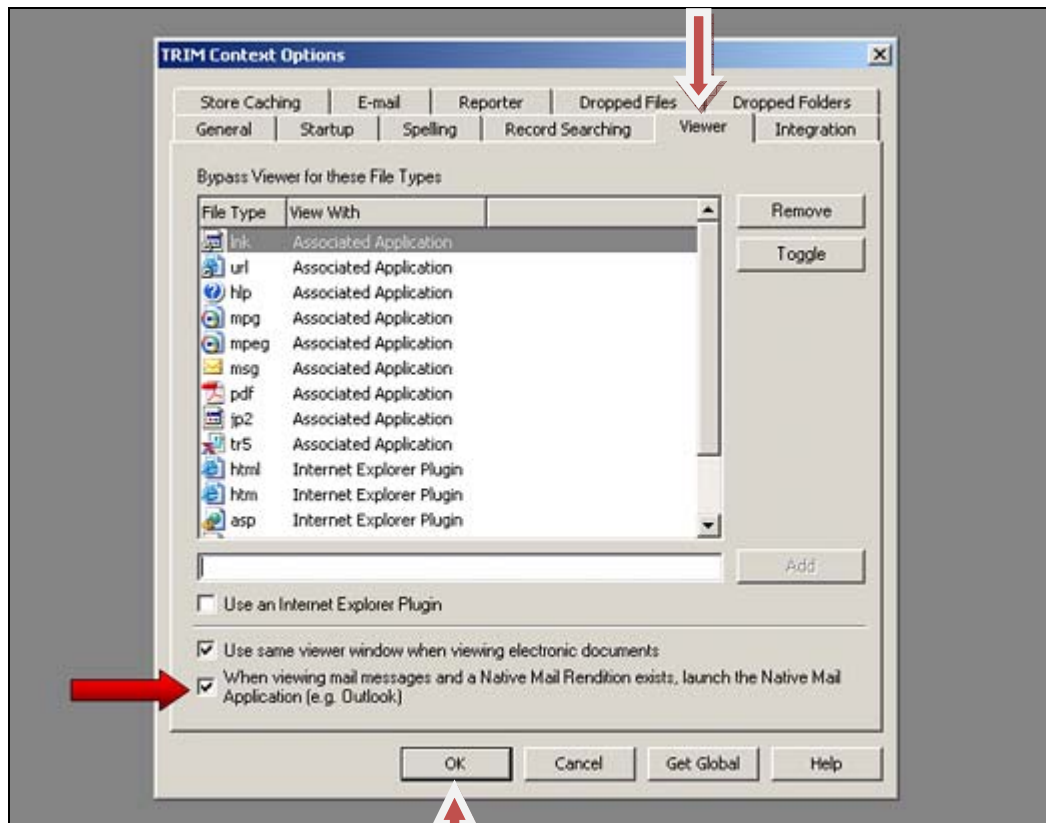 TRIM Context Options
Store Caching E-mail Reporter Dropped Files Dropped Folders
General Startup Spelling Record Searching Viewer Integration
Bypass Viewer for these File Types
File Type View With
Remove
lnk Associated Application
Toggle
url Associated Application
hlp Associated Application
mpg Associated Application
mpeg Associated Application
msg Associated Application
pdf Associated Application
jp2 Associated Application
tr5 Associated Application
html Internet Explorer Plugin
htm Internet Explorer Plugin
asp Internet Explorer Plugin
Add
Use an Internet Explorer Plugin
Use same viewer window when viewing electronic documents
When viewing mail messages and a Native Mail Rendition exists, launch the Native Mail
Application (e.g. Outlook)
OK Cancel Get Global Help